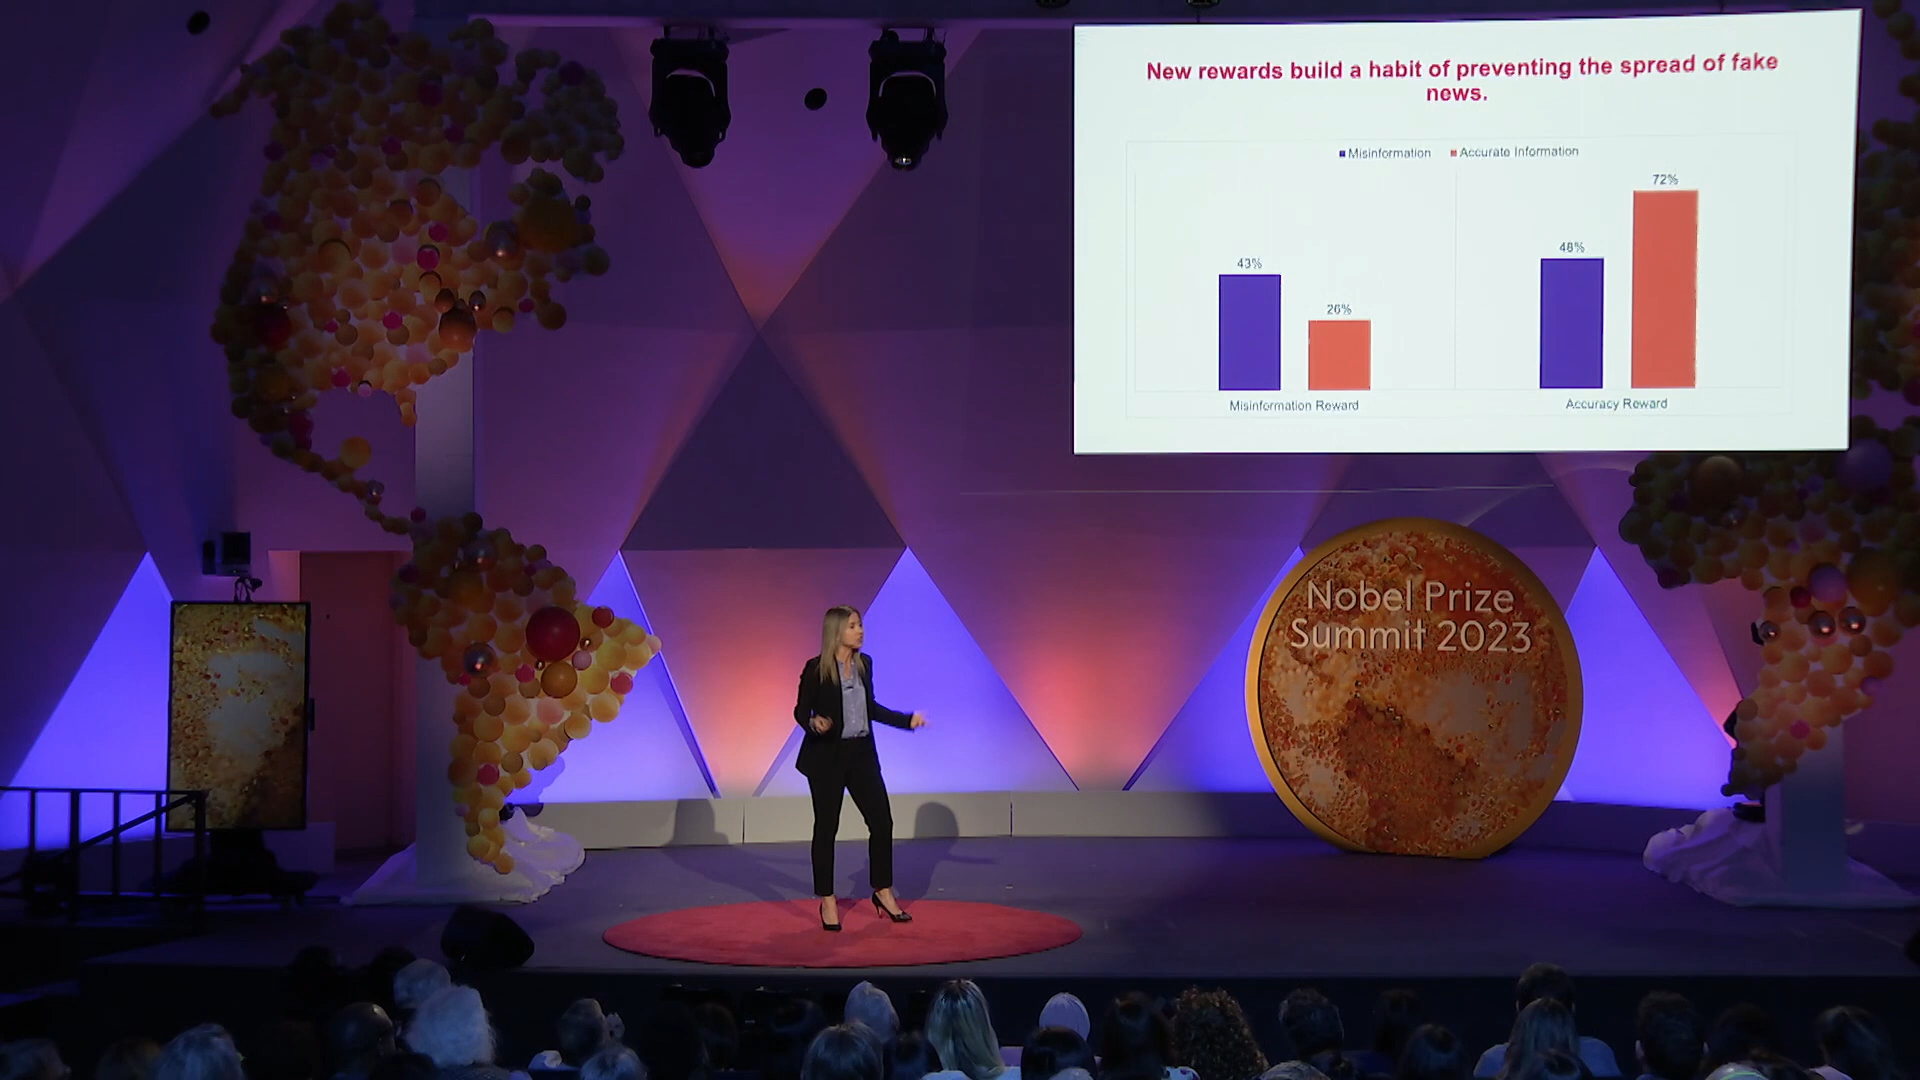 New rewards build a habit of preventing the spread of fake
news.
Misinformation Accurate Information
72%
48%
43%
26%
Misinformation Reward Accuracy Reward
Nobel Prize
Summit 2023